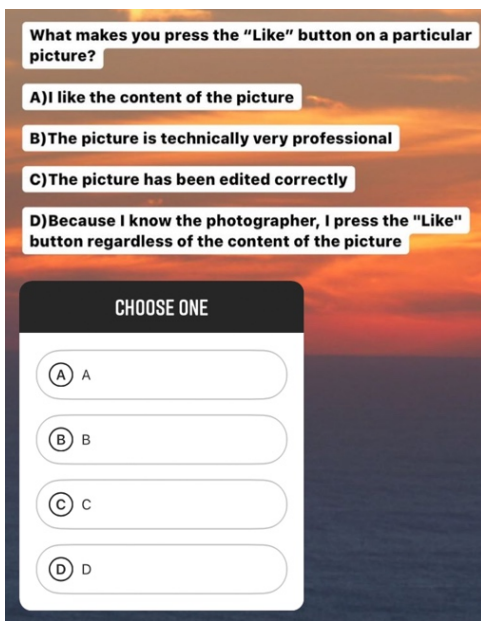 What makes you press the “Like” button on a particular
picture?
A)I like the content of the picture
B)The picture is technically very professional
C)The picture has been edited correctly
D)Because I know the photographer, I press the "Like"
button regardless of the content of the picture
CHOOSE ONE
A A
B B
C C
D D